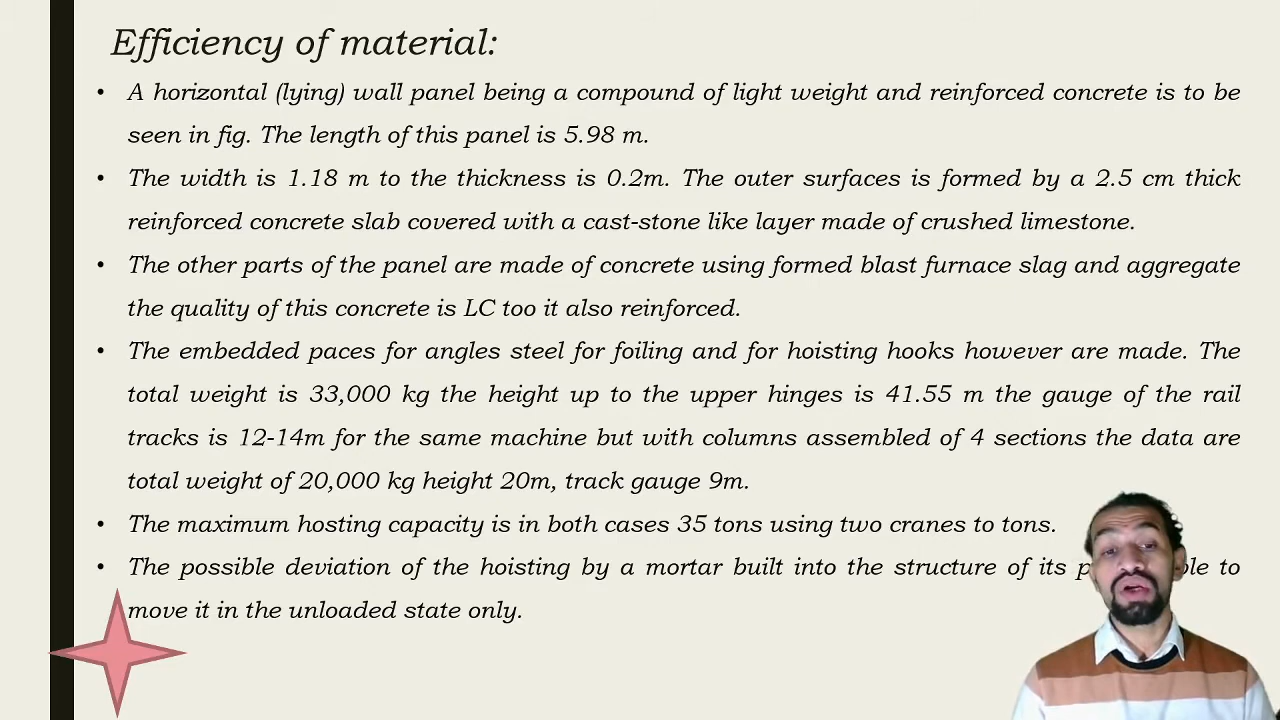 Efficiency of material:
• A horizontal (lying) wall panel being a compound of light weight and reinforced concrete is to be
seen in fig. The length of this panel is 5.98 m.
• The width is 1.18 m to the thickness is 0.2m. The outer surfaces is formed by a 2.5 cm thick
reinforced concrete slab covered with a cast-stone like layer made of crushed limestone.
• The other parts of the panel are made of concrete using formed blast furnace slag and aggregate
the quality of this concrete is LC too it also reinforced.
• The embedded paces for angles steel for foiling and for hoisting hooks however are made. The
total weight is 33,000 kg the height up to the upper hinges is 41.55 m the gauge of the rail
tracks is 12-14m for the same machine but with columns assembled of 4 sections the data are
total weight of 20,000 kg height 20m, track gauge 9m.
• The maximum hosting capacity is in both cases 35 tons using two cranes to tons.
• The possible deviation of the hoisting by a mortar built into the structure of its to
move it in the unloaded state only.